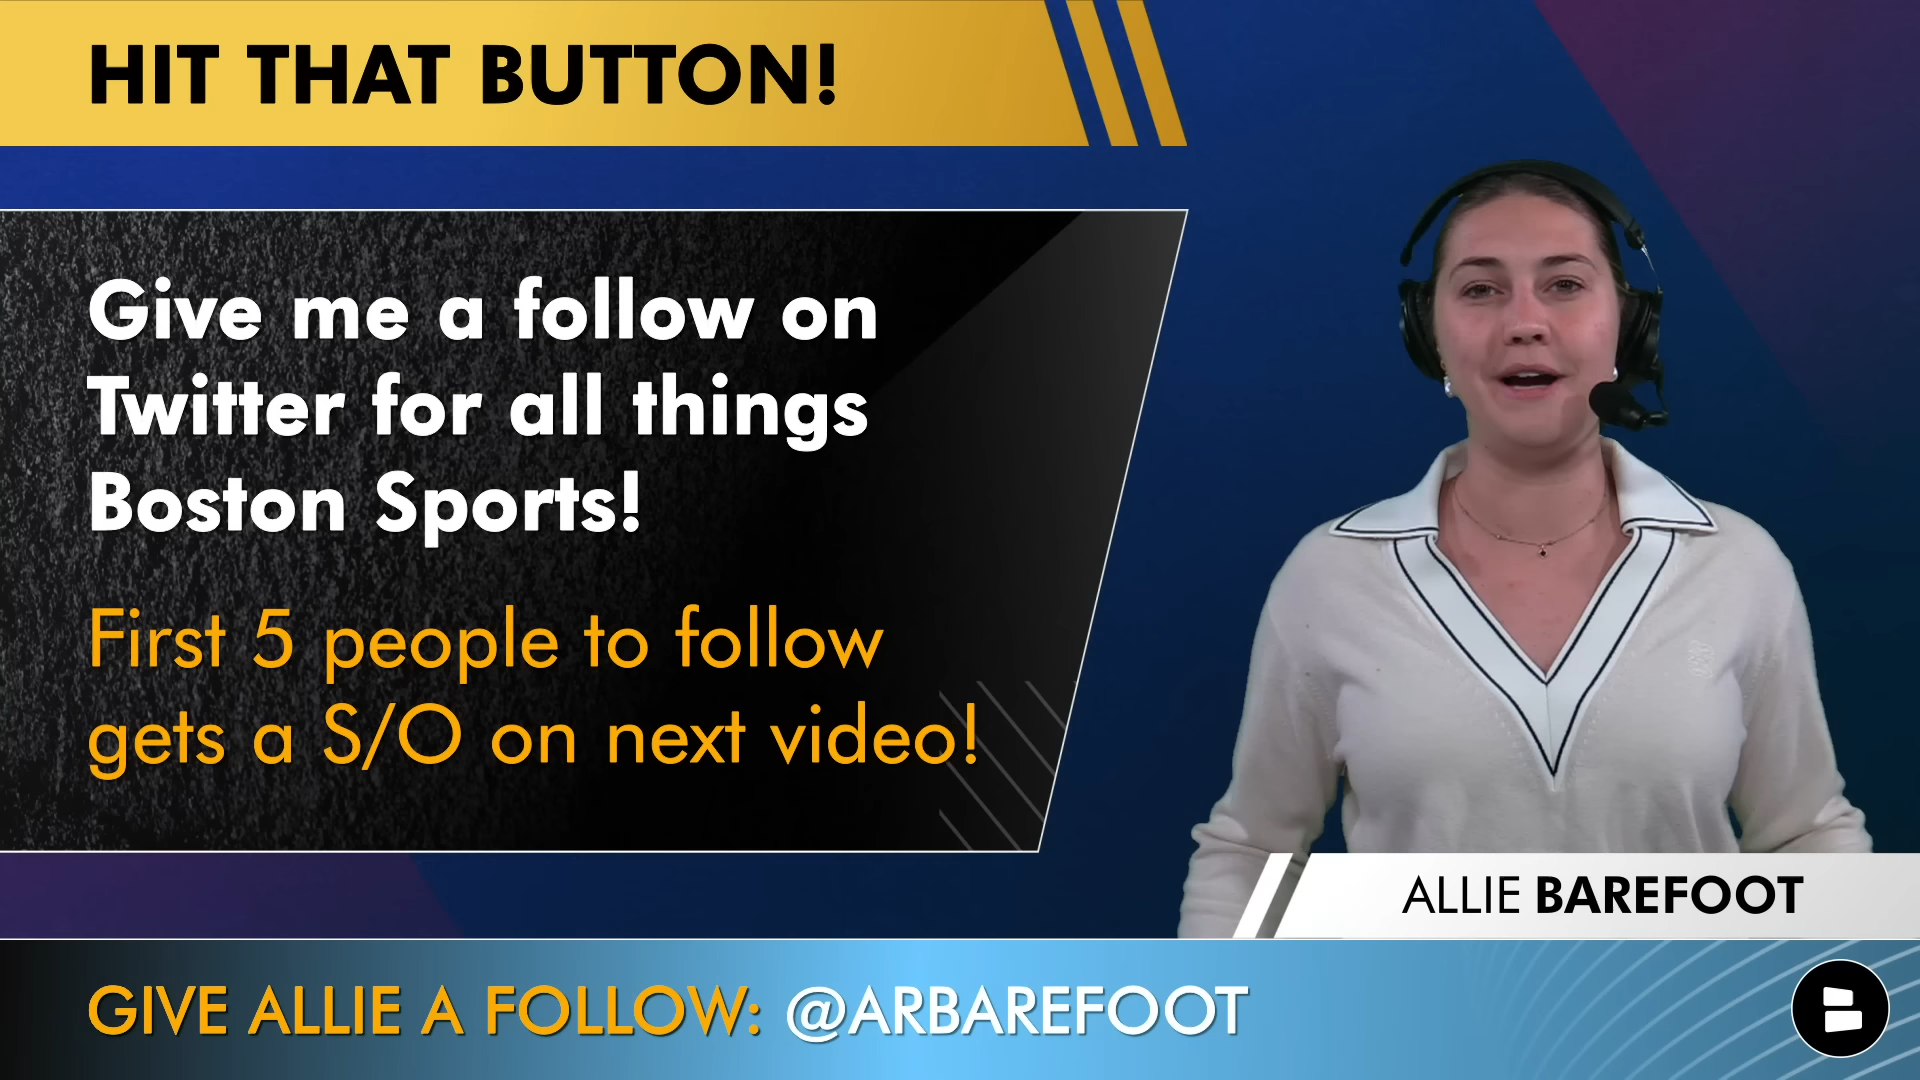 HIT THAT BUTTON!
Give me a follow on
Twitter for all things
Boston Sports!
First 5 people to follow
gets a S/O on next video!
ALLIE BAREFOOT
GIVE ALLIE A FOLLOW: @ARBAREFOOT